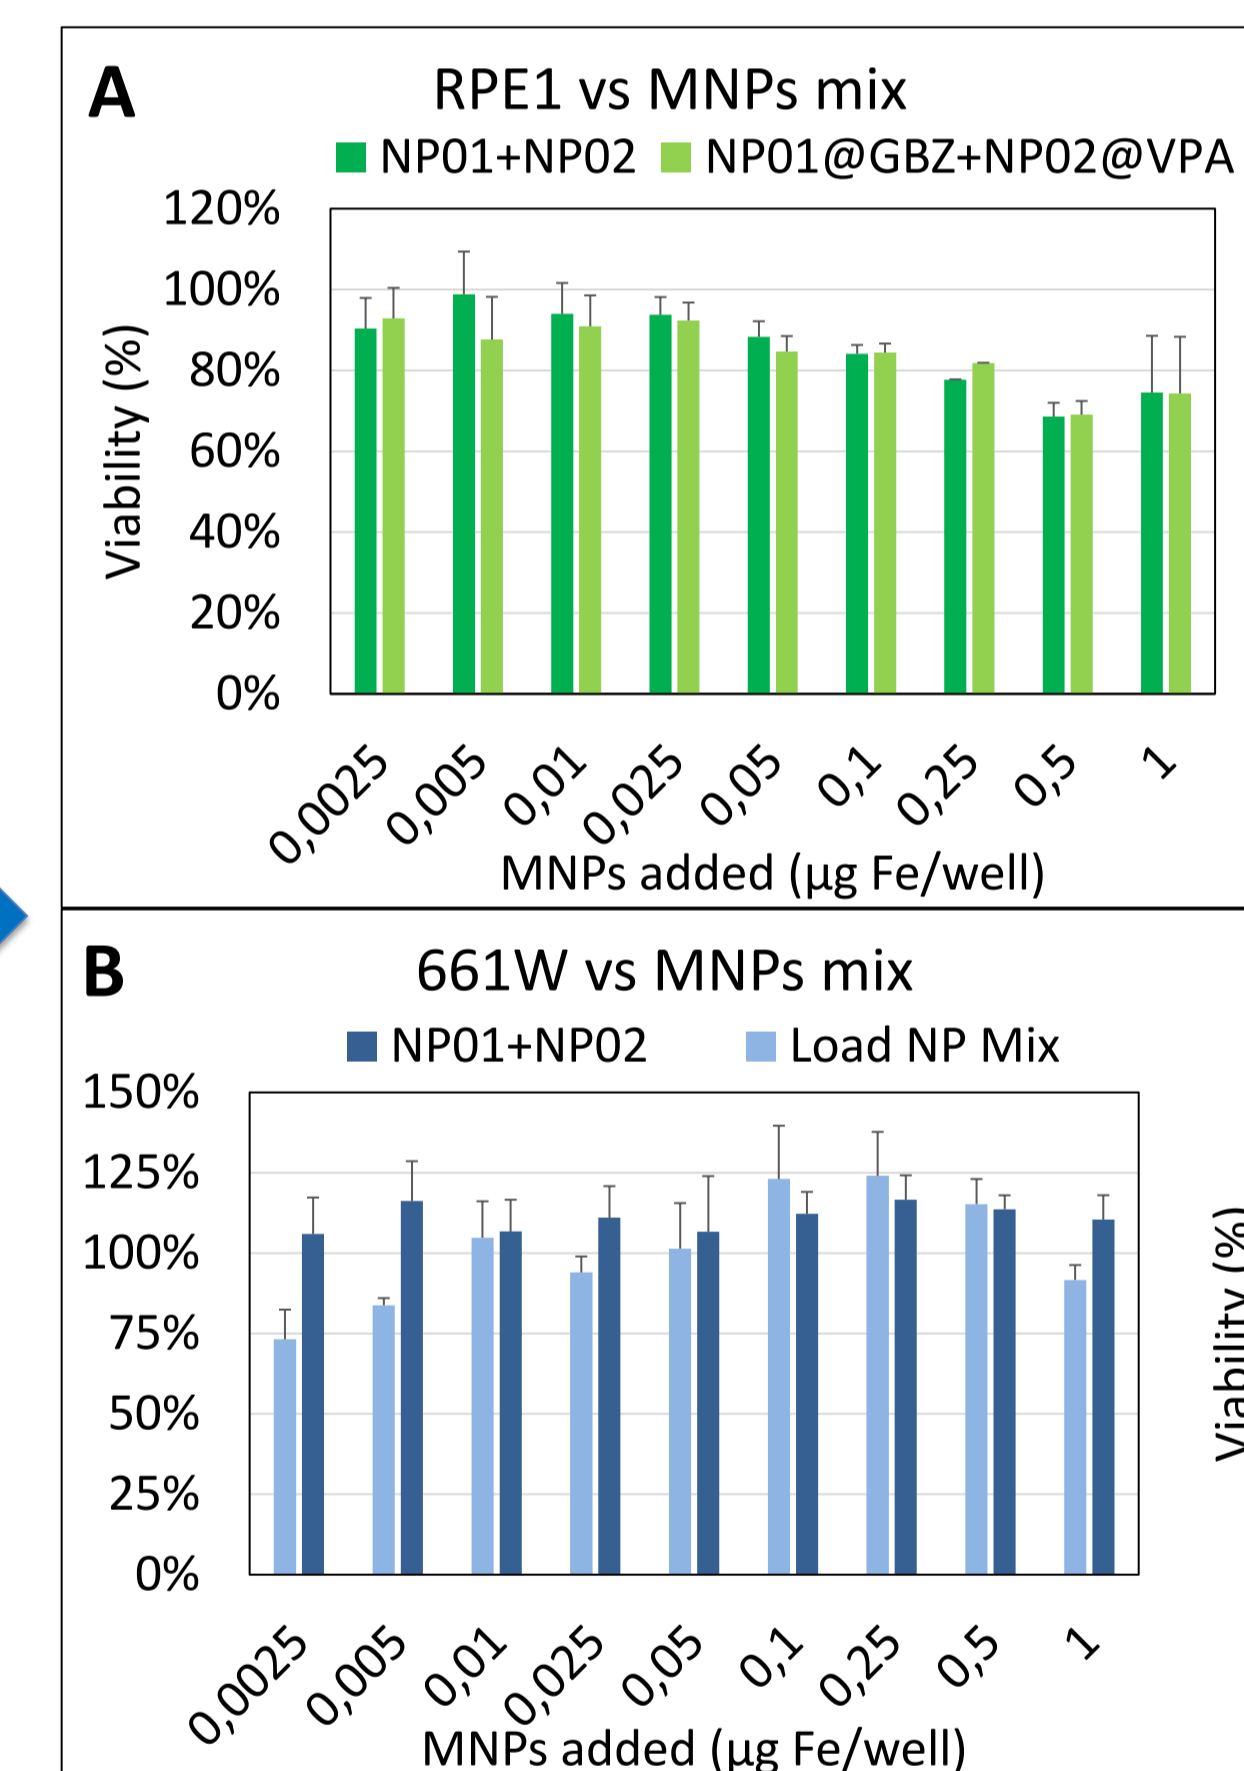 A
RPE1 vs MNPs mix
NP01+NP02 NP01@GBZ+NP02@VPA
120%
100%
80%
60%
40%
20%
0%
Viability (%)
0,0025 0,005 0,01 0,025 0,05 0,1 0,25 0,5 1
MNPs added (µg Fe/well)
B
661W vs MNPs mix
NP01+NP02 Load NP Mix
150%
125%
100%
75%
50%
25%
0%
0,0025 0,005 0,01 0,025 0,05 0,1 0,25 0,5 1
MNPs added (µg Fe/well)
Viability (%)